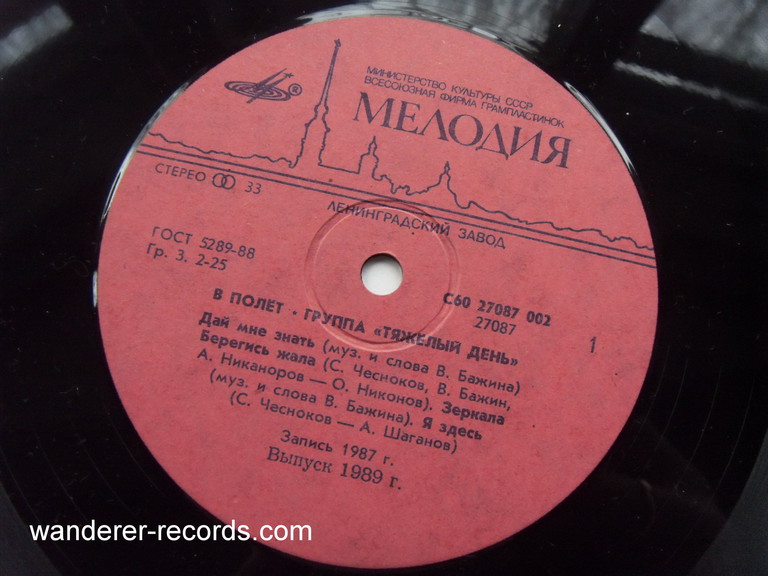 МИНИСТЕРСТВО КУЛЬТУРЫ СССР
ВСЕСОЮЗНАЯ ФИРМА ГРАМПЛАСТИНОК
МЕЛОДИЯ
®
СТЕРЕО 33
ЛЕНИНГРАДСКИЙ ЗАВОД
ГОСТ 5289-88
Гр. 3. 2-25
С60 27087 002
27087
1
В ПОЛЕТ • ГРУППА «ТЯЖЕЛЫЙ ДЕНЬ»
Дай мне знать (муз. и слова В. Бажина)
Берегись жала (С. Чесноков, В. Бажин,
А. Никаноров — О. Никонов). Зеркала
(муз. и слова В. Бажина). Я здесь
(С. Чесноков — А. Шаганов)
Запись 1987 г.
Выпуск 1989 г.
wanderer-records.com